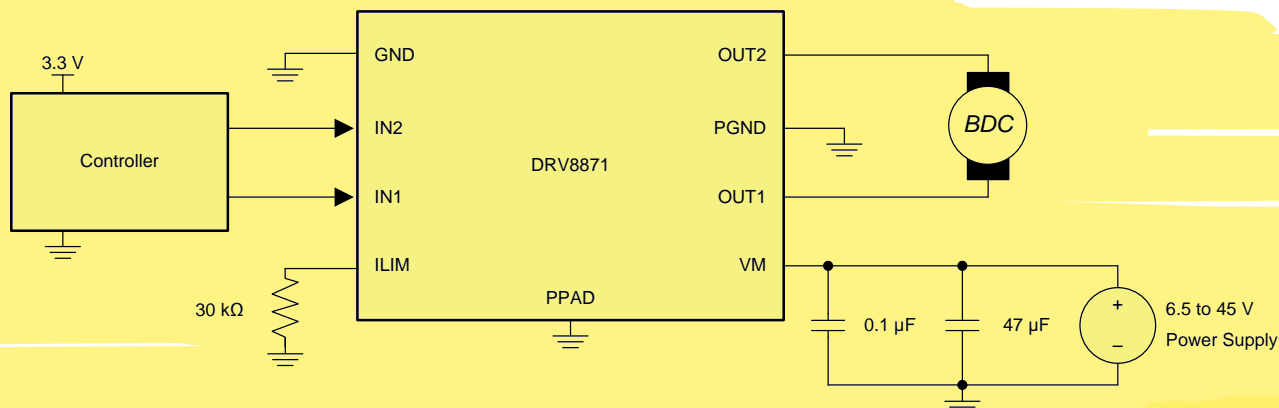 3.3 V
Controller
GND
IN2
IN1
ILIM
DRV8871
PPAD
OUT2
PGND
OUT1
VM
BDC
30 kΩ
0.1 µF
47 µF
+
–
6.5 to 45 V
Power Supply